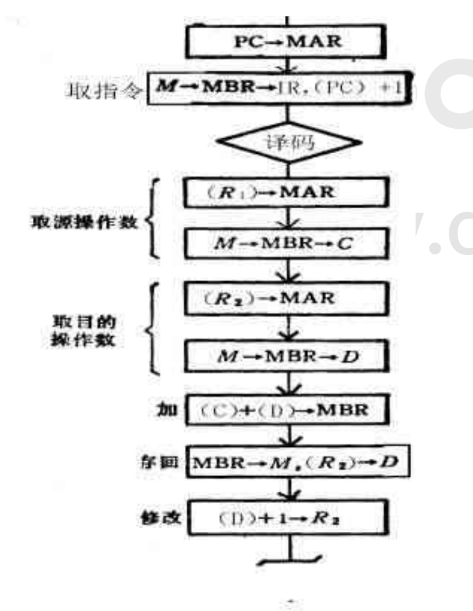 PC→MAR
取指令 M→MBR→IR,(PC) +1
译码
(R₁)→MAR
取源操作数
M→MBR→C
(R₂)→MAR
取目的
操作数
M→MBR→D
加 (C)+(D)→MBR
存回 MBR→M,(R₂)→D
修改 (D)+1→R₂